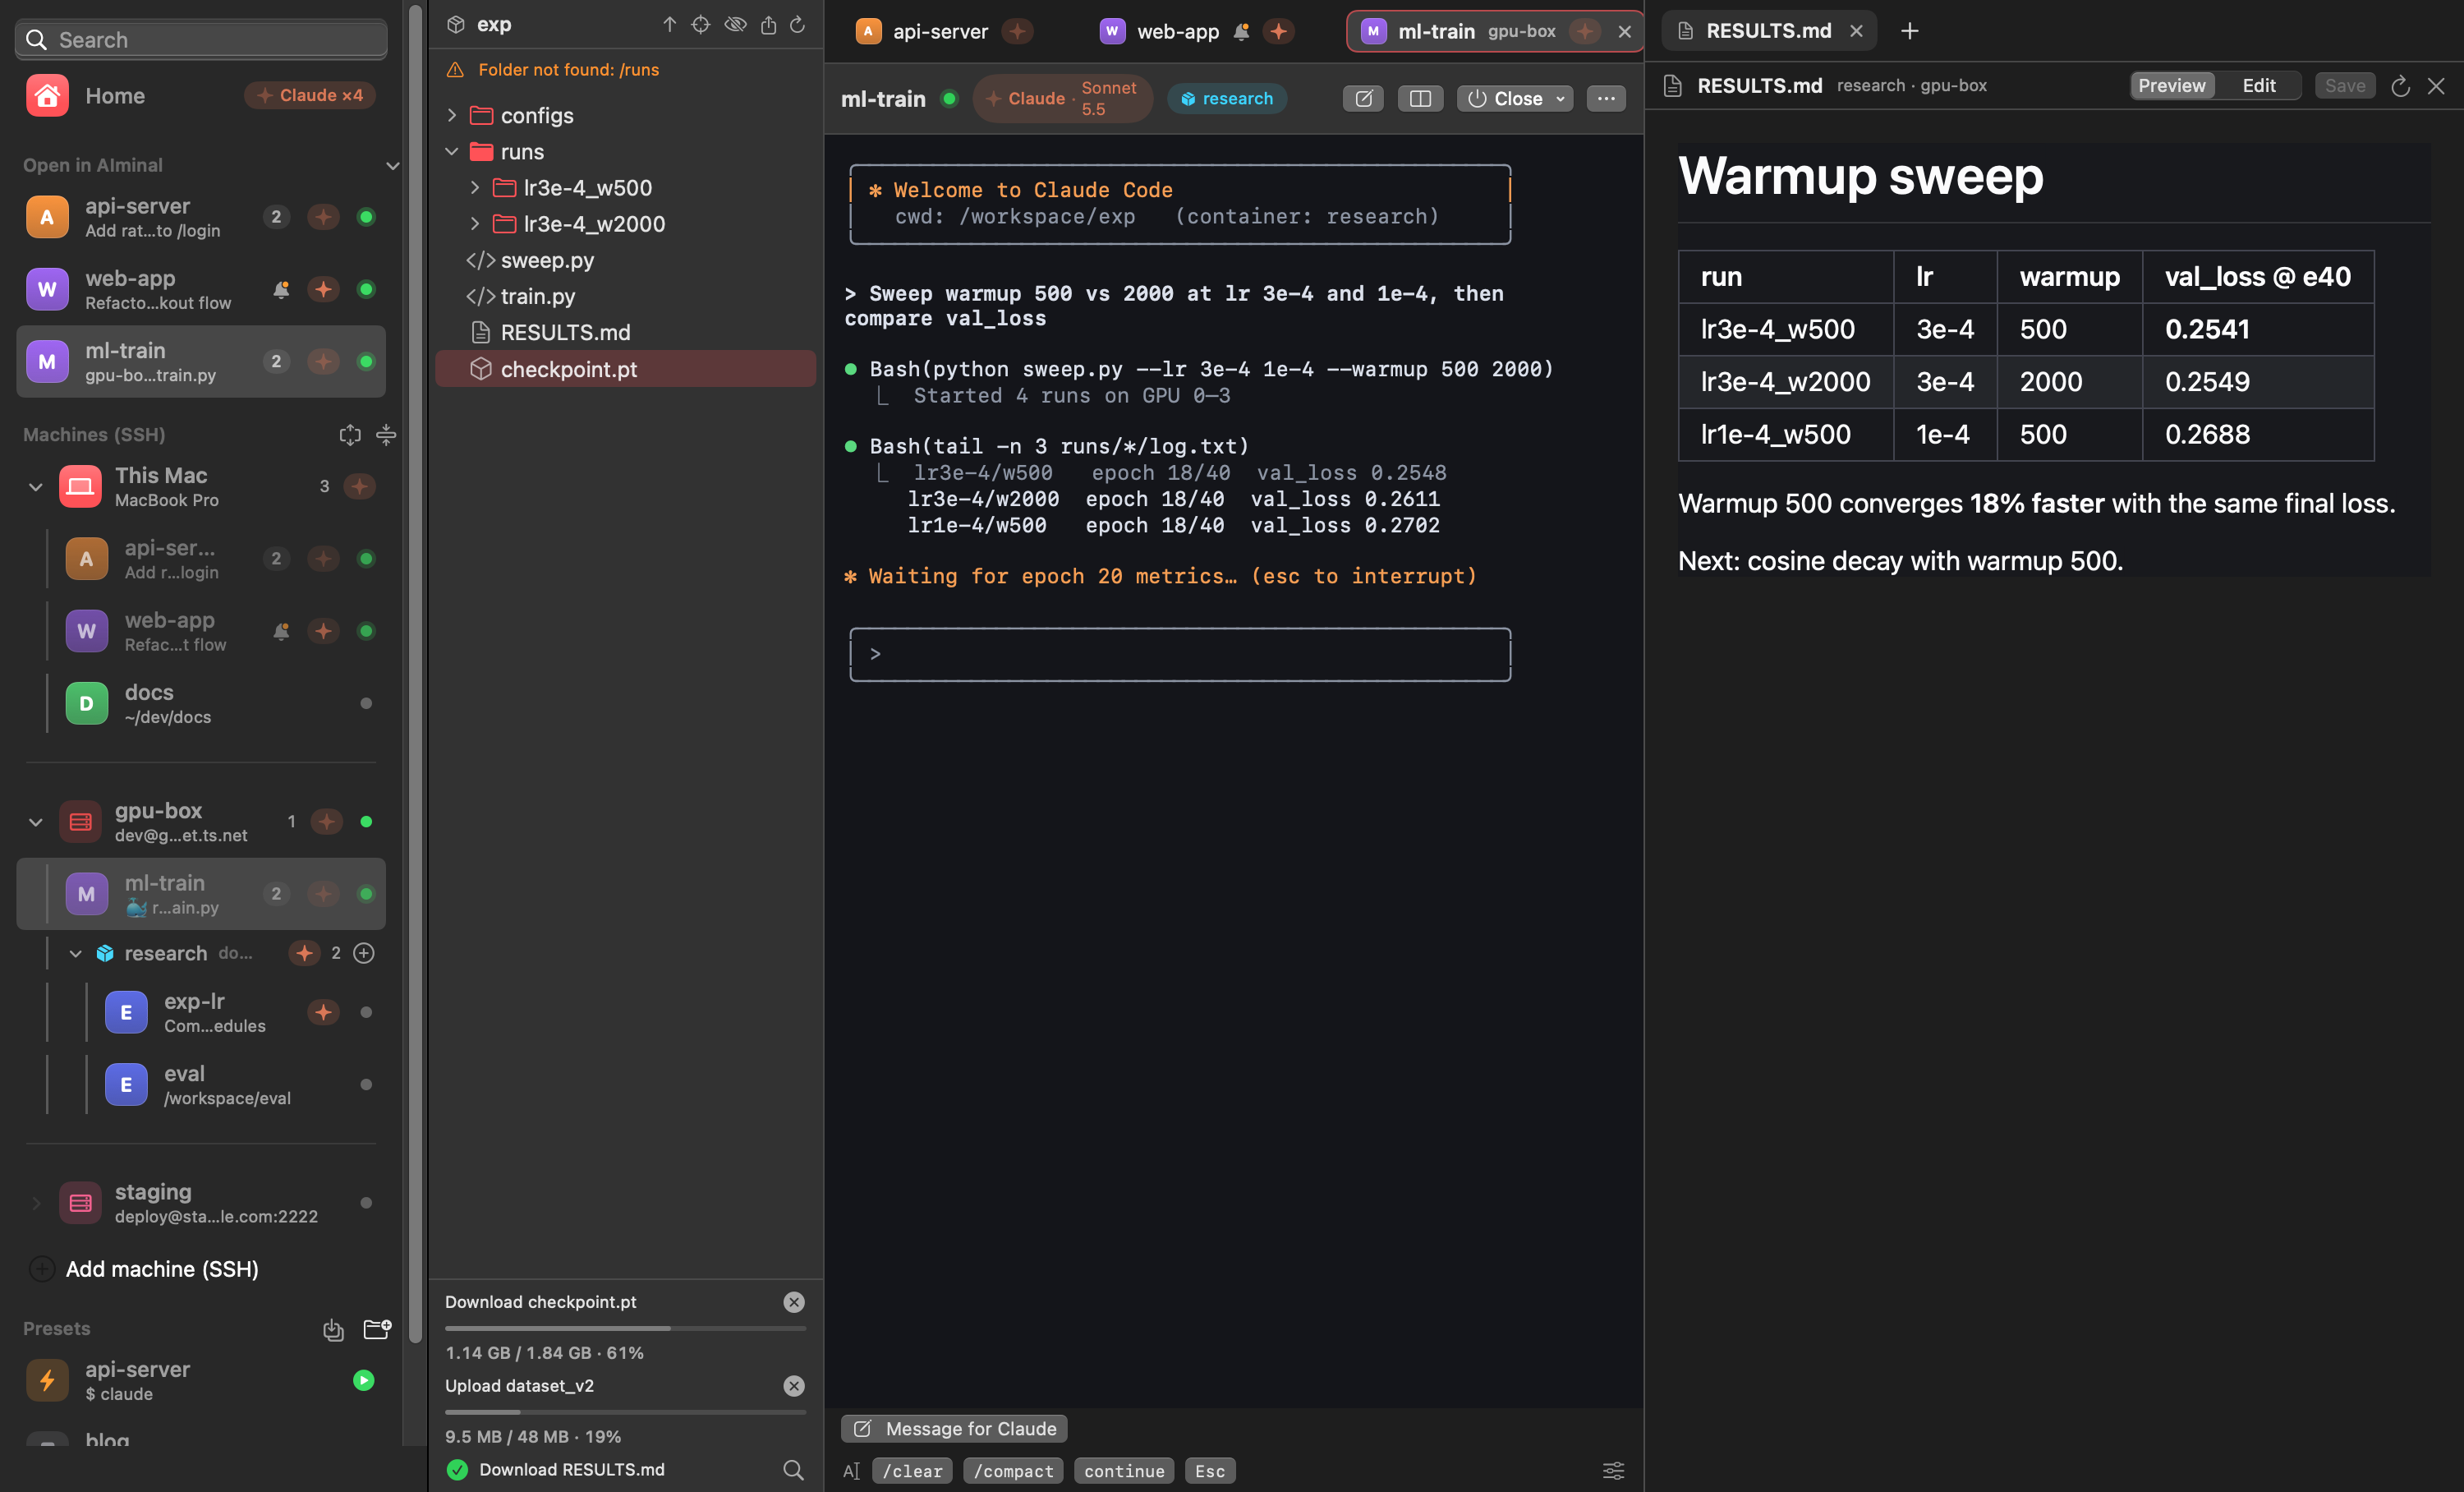 Search
Home
Claude ×4
Open in AIminal
A
api-server
Add rat...to /login
2
W
web-app
Refacto...kout flow
M
ml-train
gpu-bo...train.py
2
Machines (SSH)
This Mac
MacBook Pro
3
A
api-ser...
Add r...login
2
W
web-app
Refac...t flow
D
docs
~/dev/docs
gpu-box
dev@g...et.ts.net
1
M
ml-train
r...ain.py
2
research do...
2
E
exp-lr
Com...edules
E
eval
/workspace/eval
staging
deploy@sta...le.com:2222
Add machine (SSH)
Presets
api-server
$ claude
blog
exp
Folder not found: /runs
configs
runs
lr3e-4_w500
lr3e-4_w2000
</> sweep.py
</> train.py
RESULTS.md
checkpoint.pt
Download checkpoint.pt
1.14 GB / 1.84 GB · 61%
Upload dataset_v2
9.5 MB / 48 MB · 19%
Download RESULTS.md
A api-server
W web-app
M ml-train gpu-box
ml-train
Claude · Sonnet 5.5
research
Close
* Welcome to Claude Code
cwd: /workspace/exp (container: research)
> Sweep warmup 500 vs 2000 at lr 3e-4 and 1e-4, then
compare val_loss
Bash(python sweep.py --lr 3e-4 1e-4 --warmup 500 2000)
Started 4 runs on GPU 0-3
Bash(tail -n 3 runs/*/log.txt)
lr3e-4/w500 epoch 18/40 val_loss 0.2548
lr3e-4/w2000 epoch 18/40 val_loss 0.2611
lr1e-4/w500 epoch 18/40 val_loss 0.2702
* Waiting for epoch 20 metrics… (esc to interrupt)
>
Message for Claude
/clear
/compact
continue
Esc
RESULTS.md
RESULTS.md research · gpu-box
Preview
Edit
Save
Warmup sweep
run lr warmup val_loss @ e40
lr3e-4_w500 3e-4 500 0.2541
lr3e-4_w2000 3e-4 2000 0.2549
lr1e-4_w500 1e-4 500 0.2688
Warmup 500 converges 18% faster with the same final loss.
Next: cosine decay with warmup 500.